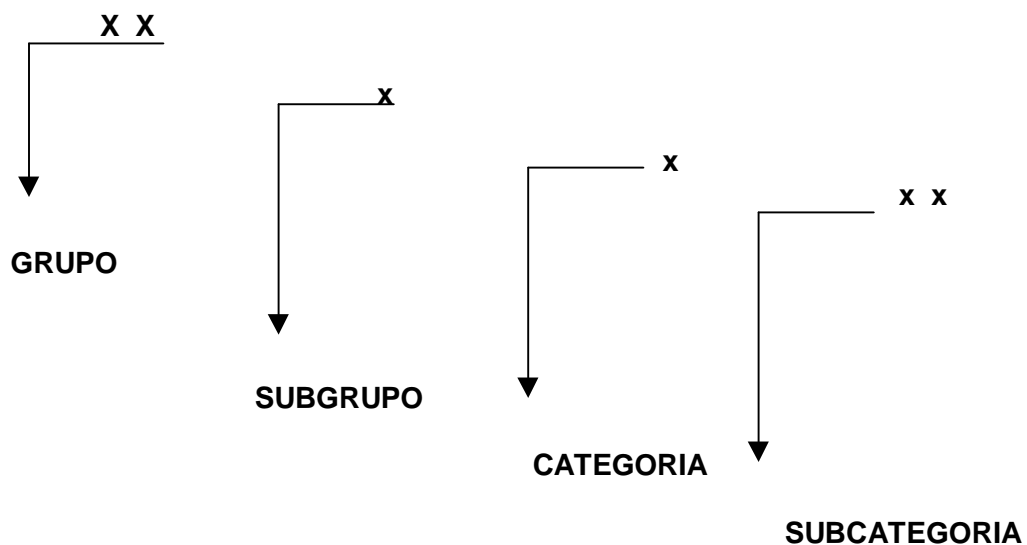 X X
x
x
x x
GRUPO
SUBGRUPO
CATEGORIA
SUBCATEGORIA